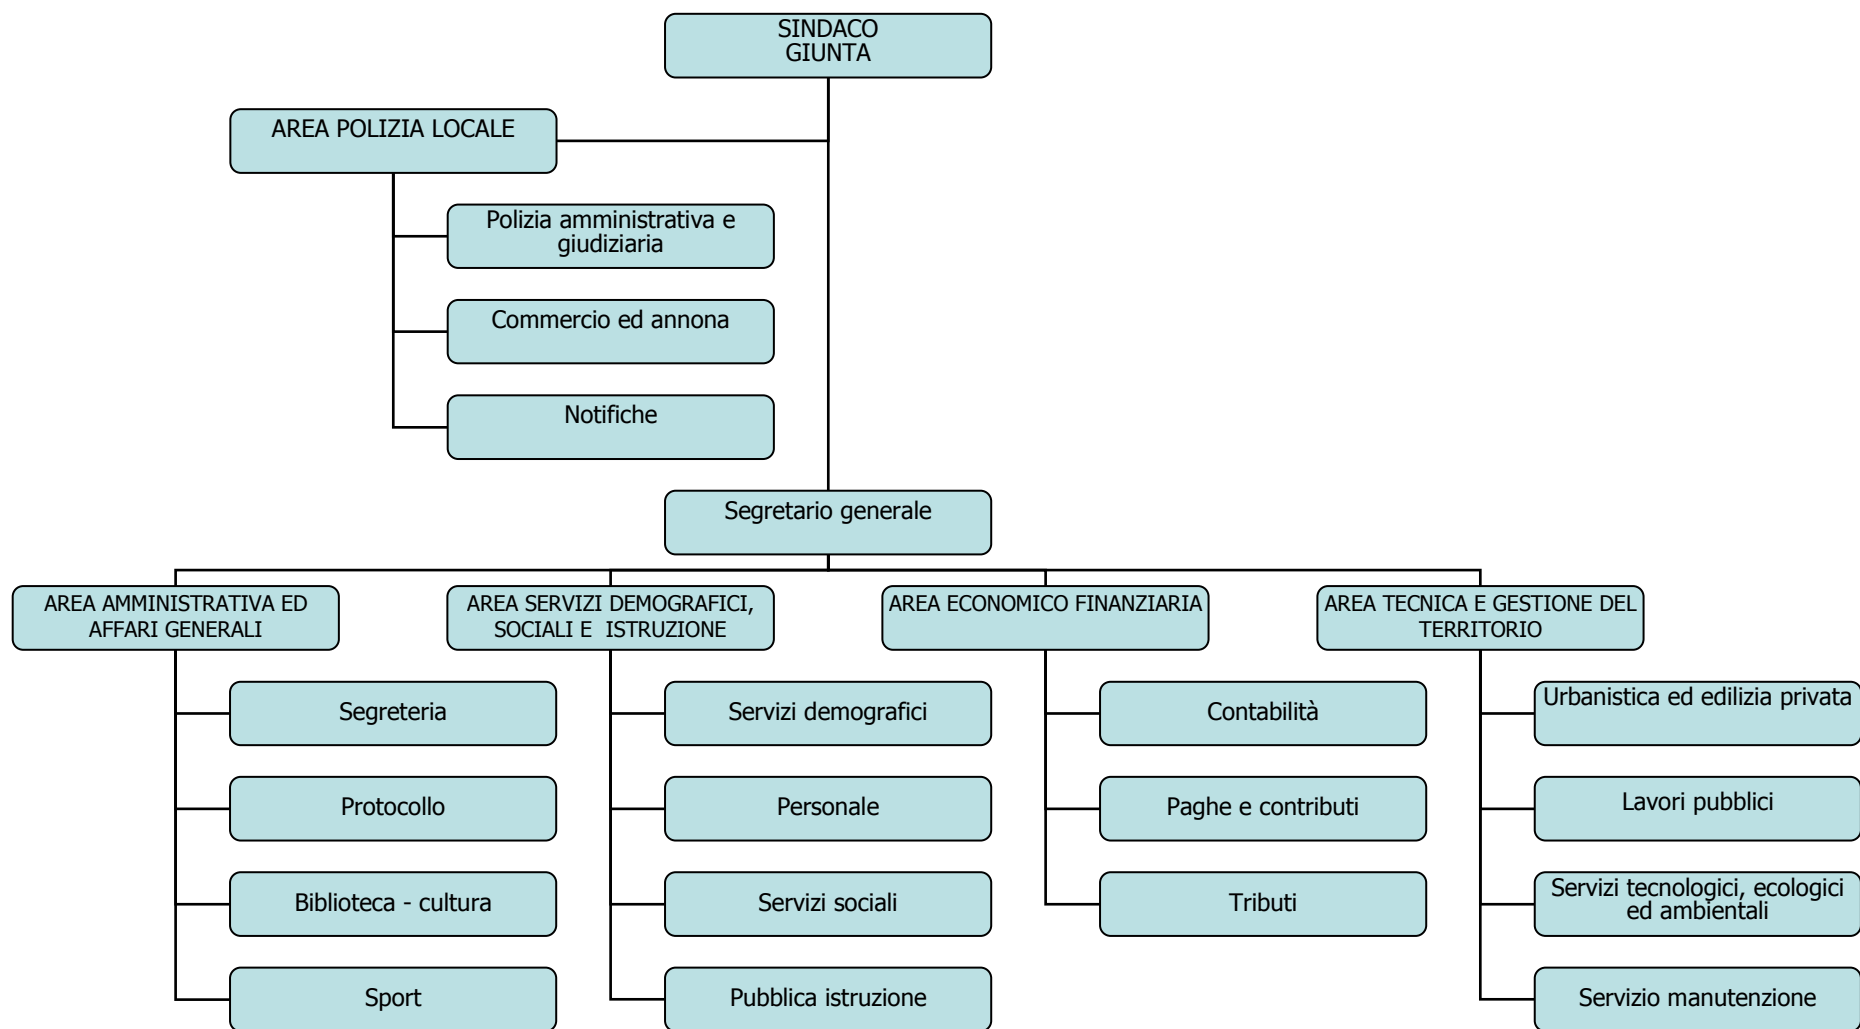 SINDACO
GIUNTA
AREA POLIZIA LOCALE
Polizia amministrativa e
giudiziaria
Commercio ed annona
Notifiche
Segretario generale
AREA AMMINISTRATIVA ED
AFFARI GENERALI
AREA SERVIZI DEMOGRAFICI,
SOCIALI E ISTRUZIONE
AREA ECONOMICO FINANZIARIA
AREA TECNICA E GESTIONE DEL
TERRITORIO
Segreteria
Protocollo
Biblioteca - cultura
Sport
Servizi demografici
Personale
Servizi sociali
Pubblica istruzione
Contabilità
Paghe e contributi
Tributi
Urbanistica ed edilizia privata
Lavori pubblici
Servizi tecnologici, ecologici
ed ambientali
Servizio manutenzione